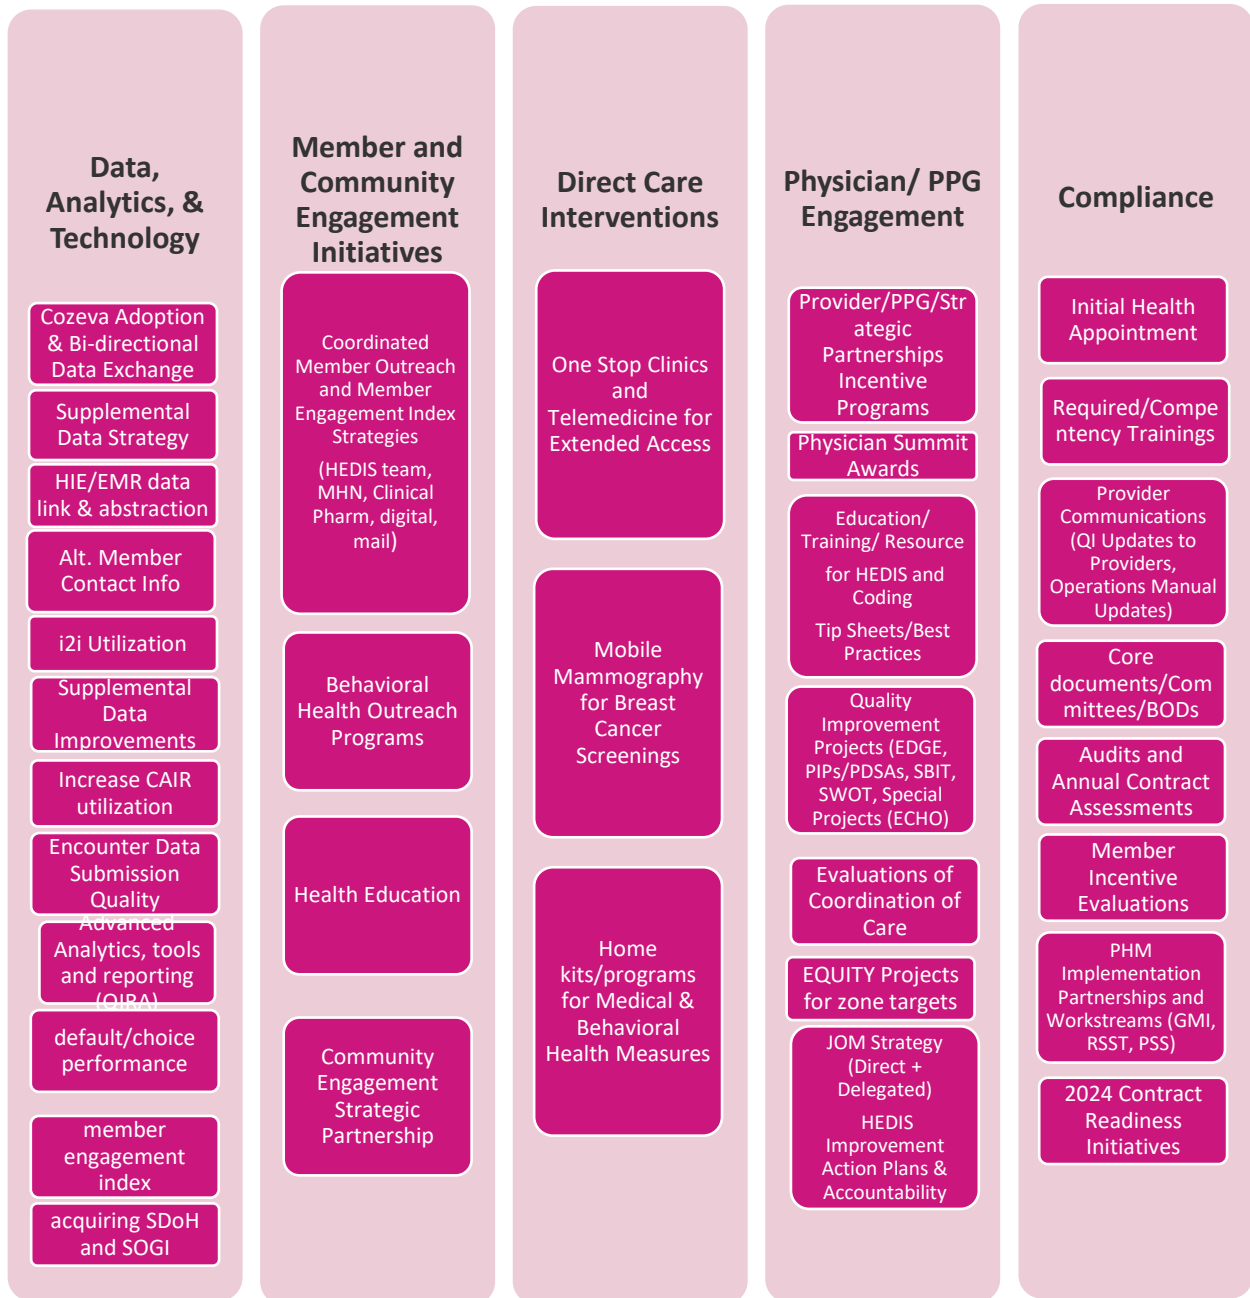 Data,
Analytics, &
Technology
Cozeva Adoption
& Bi-directional
Data Exchange
Supplemental
Data Strategy
HIE/EMR data
link & abstraction
Alt. Member
Contact Info
i2i Utilization
Supplemental
Data
Improvements
Increase CAIR
utilization
Encounter Data
Submission
Quality
Advanced
Analytics, tools
and reporting
(QIRA)
default/choice
performance
member
engagement
index
acquiring SDoH
and SOGI
Member and
Community
Engagement
Initiatives
Coordinated
Member Outreach
and Member
Engagement Index
Strategies
(HEDIS team,
MHN, Clinical
Pharm, digital,
mail)
Behavioral
Health Outreach
Programs
Health Education
Community
Engagement
Strategic
Partnership
Direct Care
Interventions
One Stop Clinics
and
Telemedicine for
Extended Access
Mobile
Mammography
for Breast
Cancer
Screenings
Home
kits/programs
for Medical &
Behavioral
Health Measures
Physician/ PPG
Engagement
Provider/PPG/Str
ategic
Partnerships
Incentive
Programs
Physician Summit
Awards
Education/
Training/ Resource
for HEDIS and
Coding
Tip Sheets/Best
Practices
Quality
Improvement
Projects (EDGE,
PIPs/PDSAs, SBIT,
SWOT, Special
Projects (ECHO)
Evaluations of
Coordination of
Care
EQUITY Projects
for zone targets
JOM Strategy
(Direct +
Delegated)
HEDIS
Improvement
Action Plans &
Accountability
Compliance
Initial Health
Appointment
Required/Compe
ntency Trainings
Provider
Communications
(QI Updates to
Providers,
Operations Manual
Updates)
Core
documents/Com
mittees/BODs
Audits and
Annual Contract
Assessments
Member
Incentive
Evaluations
PHM
Implementation
Partnerships and
Workstreams (GMI,
RSST, PSS)
2024 Contract
Readiness
Initiatives